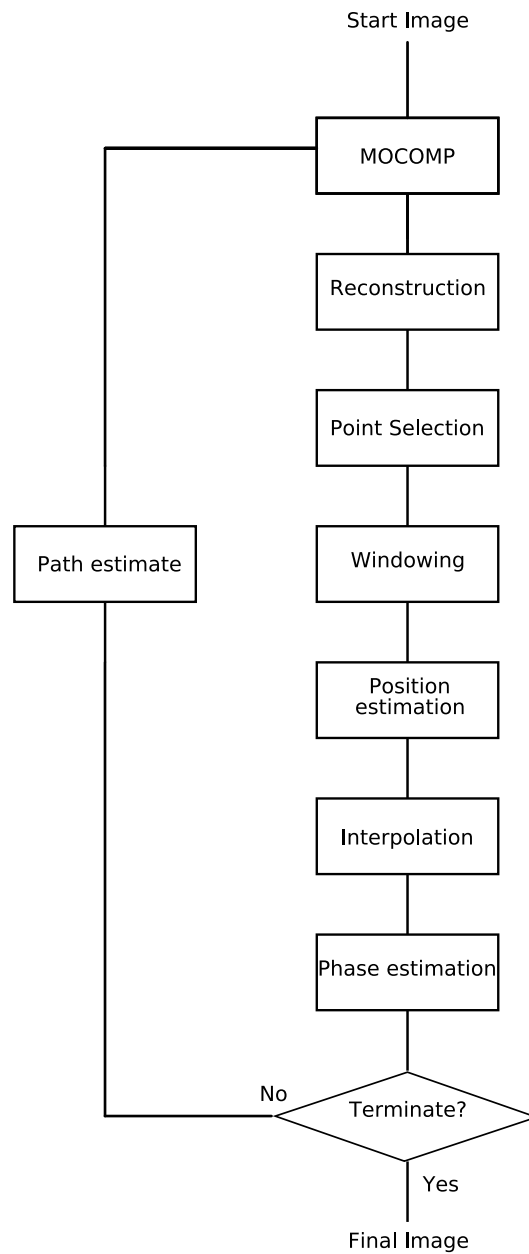 Start Image
MOCOMP
Reconstruction
Point Selection
Windowing
Path estimate
Position
estimation
Interpolation
Phase estimation
No
Terminate?
Yes
Final Image